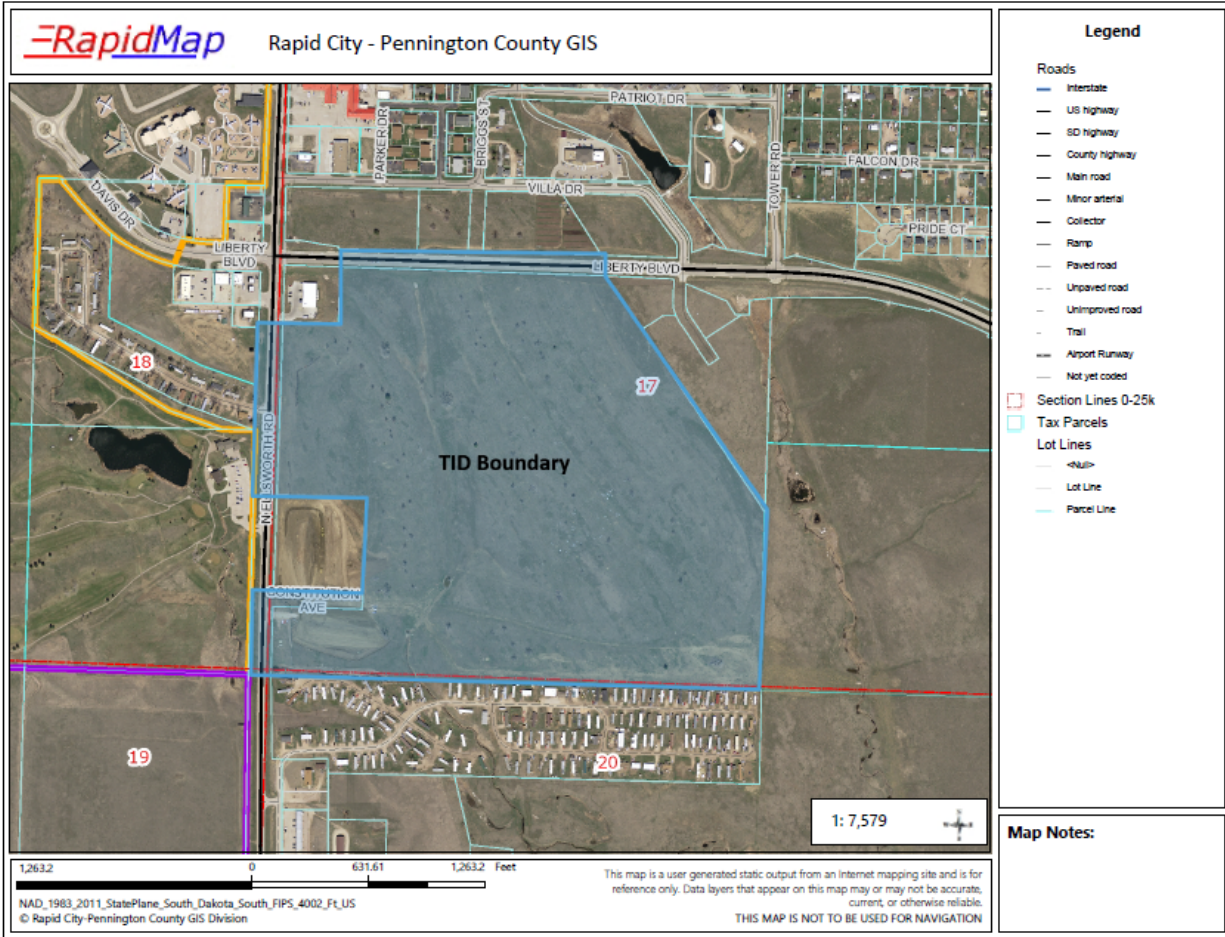 RapidMap
Rapid City - Pennington County GIS
PATRIOT DR
PARKER DR
BRIGGS ST
TOWER RD
FALCON DR
VILLA DR
DAVIS DR
PRIDE CT
LIBERTY
BLVD
LIBERTY BLVD
18
17
N ELLSWORTH RD
TID Boundary
CONSTITUTION
AVE
19
20
1: 7,579
Legend
Roads
Interstate
US highway
SD highway
County highway
Main road
Minor arterial
Collector
Ramp
Paved road
Unpaved road
Unimproved road
Trail
Airport Runway
Not yet coded
Section Lines 0-25k
Tax Parcels
Lot Lines
<Null>
Lot Line
Parcel Line
Map Notes:
1,263.2 0 631.61 1,263.2 Feet
NAD_1983_2011_StatePlane_South_Dakota_South_FIPS_4002_Ft_US
© Rapid City-Pennington County GIS Division
This map is a user generated static output from an Internet mapping site and is for
reference only. Data layers that appear on this map may or may not be accurate,
current, or otherwise reliable.
THIS MAP IS NOT TO BE USED FOR NAVIGATION